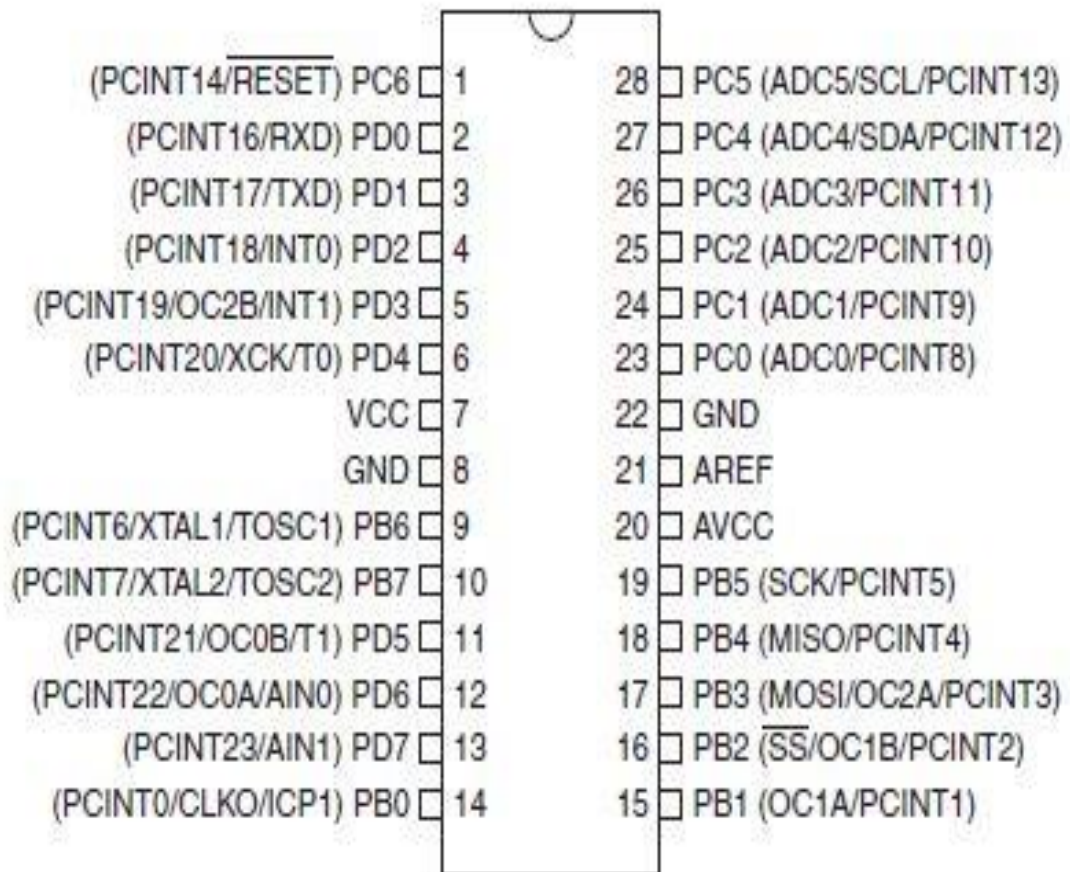 (PCINT14/RESET) PC6 1
(PCINT16/RXD) PD0 2
(PCINT17/TXD) PD1 3
(PCINT18/INT0) PD2 4
(PCINT19/OC2B/INT1) PD3 5
(PCINT20/XCK/T0) PD4 6
VCC 7
GND 8
(PCINT6/XTAL1/TOSC1) PB6 9
(PCINT7/XTAL2/TOSC2) PB7 10
(PCINT21/OC0B/T1) PD5 11
(PCINT22/OC0A/AIN0) PD6 12
(PCINT23/AIN1) PD7 13
(PCINT0/CLKO/ICP1) PB0 14
28 PC5 (ADC5/SCL/PCINT13)
27 PC4 (ADC4/SDA/PCINT12)
26 PC3 (ADC3/PCINT11)
25 PC2 (ADC2/PCINT10)
24 PC1 (ADC1/PCINT9)
23 PC0 (ADC0/PCINT8)
22 GND
21 AREF
20 AVCC
19 PB5 (SCK/PCINT5)
18 PB4 (MISO/PCINT4)
17 PB3 (MOSI/OC2A/PCINT3)
16 PB2 (SS/OC1B/PCINT2)
15 PB1 (OC1A/PCINT1)